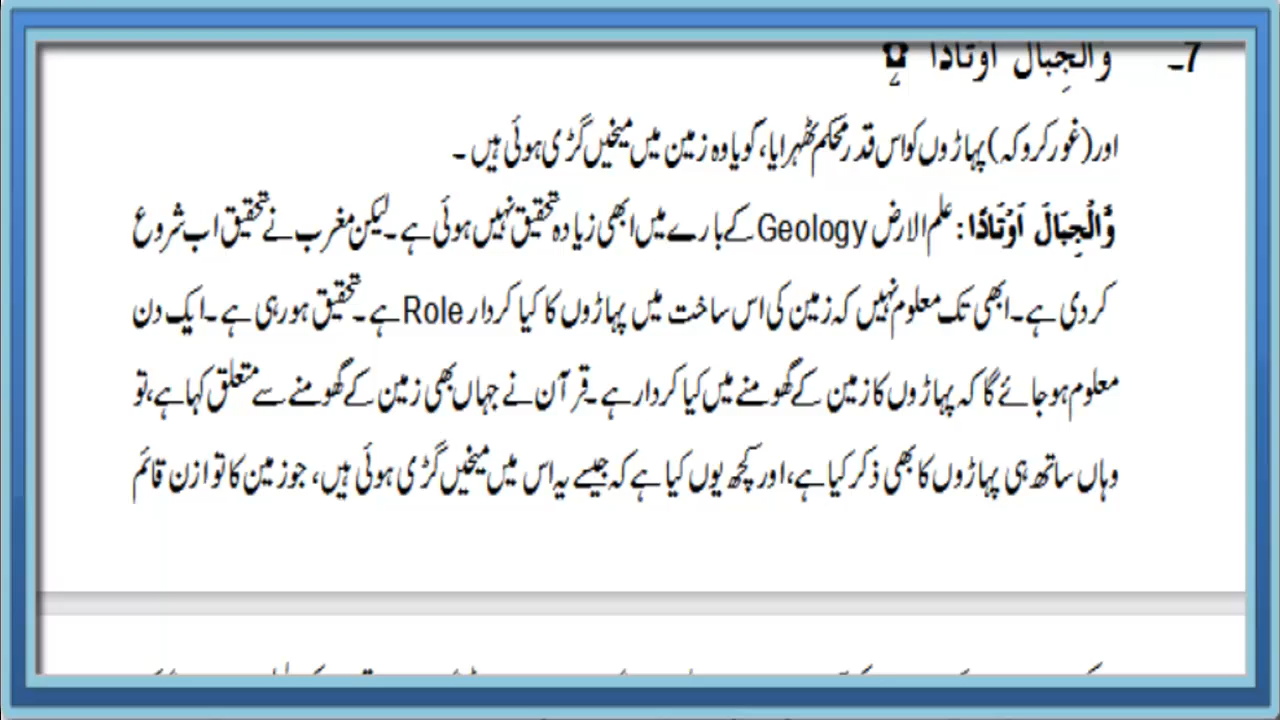 7۔ وَّالْجِبَالَ اَوْتَادًا
اور(غور کرو کہ) پہاڑوں کو اس قدر محکم ٹھہرایا، گویا وہ زمین میں میخیں گڑی ہوئی ہیں ۔
وَّالْجِبَالَ اَوْتَادًا : علم الارض Geology کے بارے میں ابھی زیادہ تحقیق نہیں ہوئی ہے ۔ لیکن مغرب نے تحقیق اب شروع
کر دی ہے ۔ ابھی تک معلوم نہیں کہ زمین کی اس ساخت میں پہاڑوں کا کیا کردار Role ہے ۔ تحقیق ہو رہی ہے ۔ ایک دن
معلوم ہو جائے گا کہ پہاڑوں کا زمین کے گھومنے میں کیا کردار ہے ۔ قرآن نے جہاں بھی زمین کے گھومنے سے متعلق کہا ہے، تو
وہاں ساتھ ہی پہاڑوں کا بھی ذکر کیا ہے، اور کچھ یوں کیا ہے کہ جیسے یہ اس میں میخیں گڑی ہوئی ہیں، جو زمین کا توازن قائم